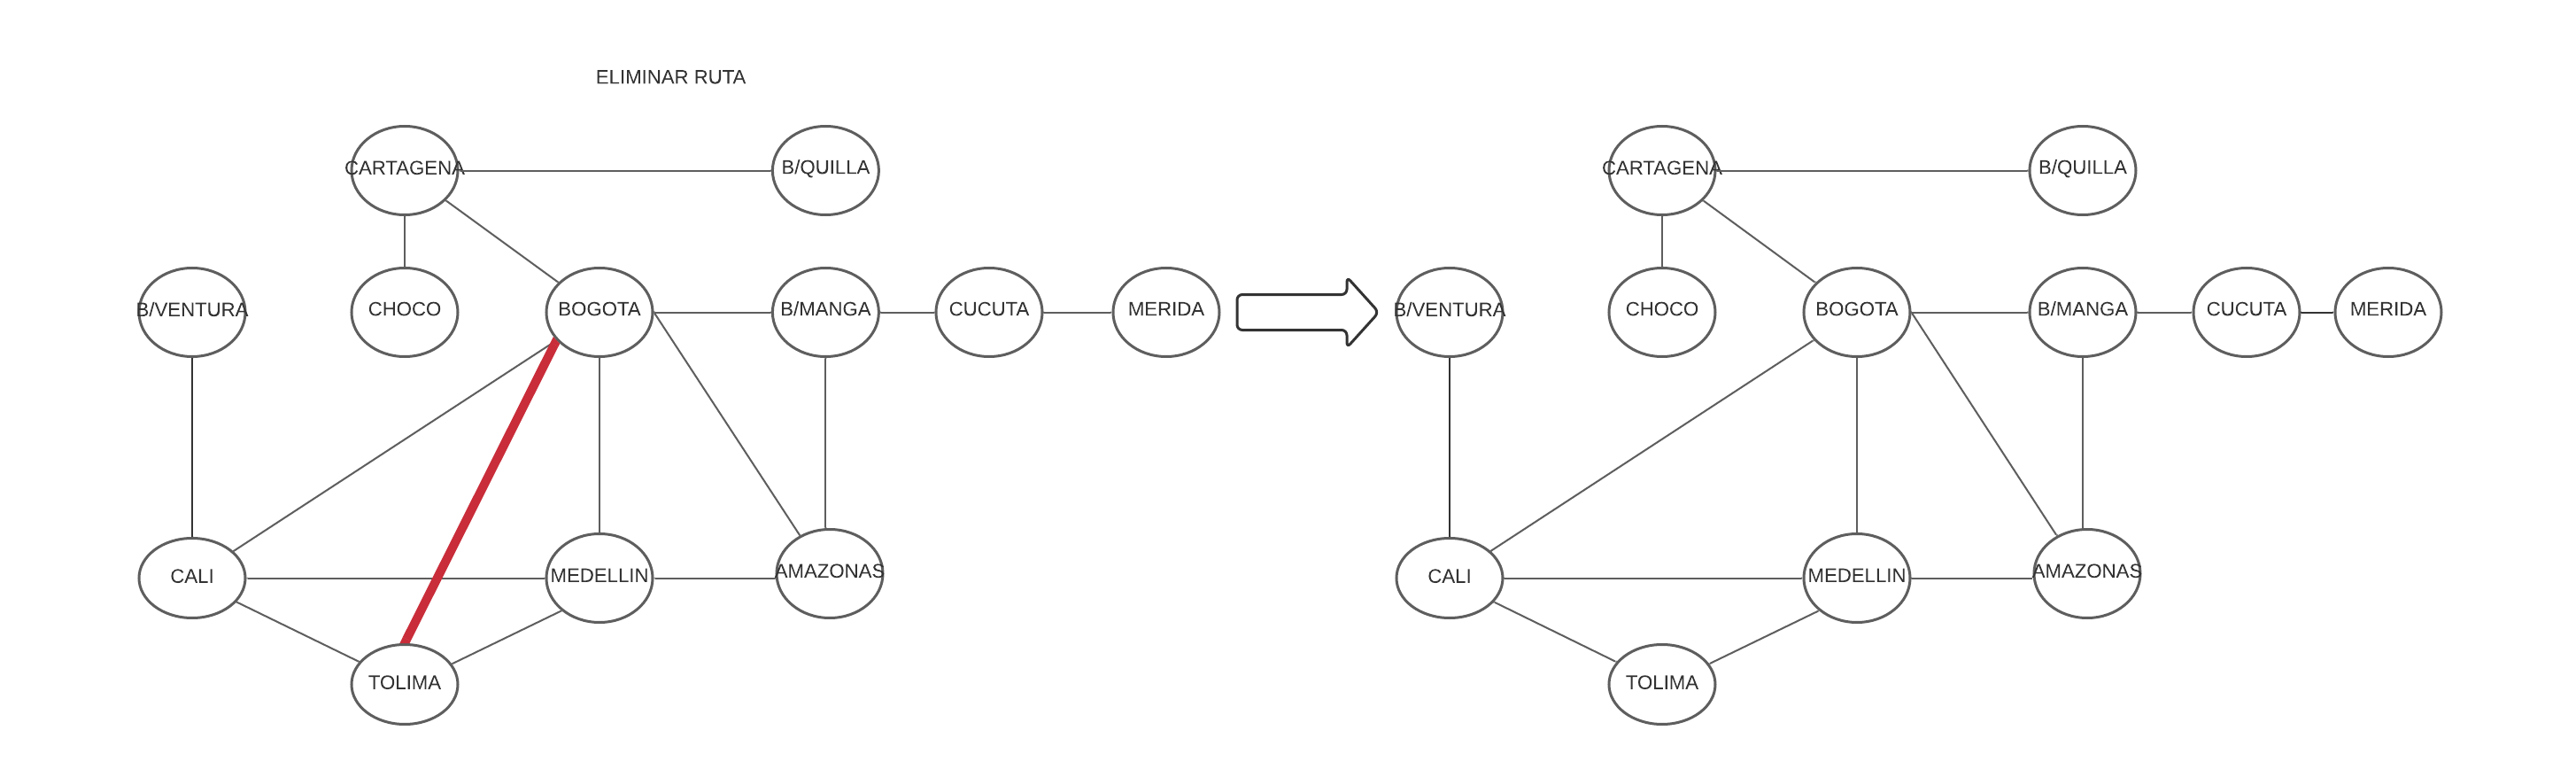 ELIMINAR RUTA
CARTAGENA
B/QUILLA
B/VENTURA
CHOCO
BOGOTA
B/MANGA
CUCUTA
MERIDA
CALI
MEDELLIN
AMAZONAS
TOLIMA
CARTAGENA
B/QUILLA
B/VENTURA
CHOCO
BOGOTA
B/MANGA
CUCUTA
MERIDA
CALI
MEDELLIN
AMAZONAS
TOLIMA